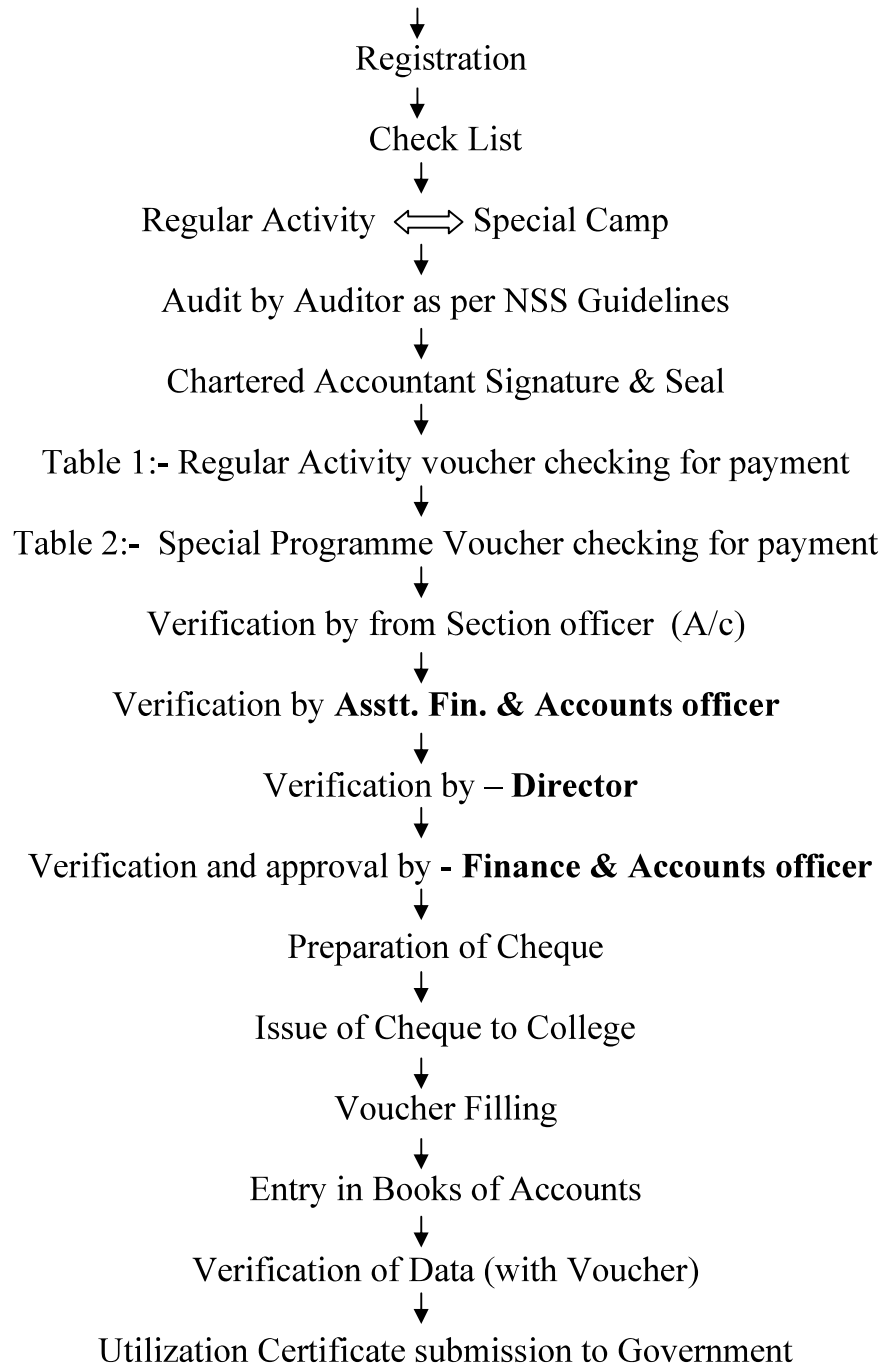 Registration
Check List
Regular Activity Special Camp
Audit by Auditor as per NSS Guidelines
Chartered Accountant Signature & Seal
Table 1:- Regular Activity voucher checking for payment
Table 2:- Special Programme Voucher checking for payment
Verification by from Section officer (A/c)
Verification by Asstt. Fin. & Accounts officer
Verification by – Director
Verification and approval by - Finance & Accounts officer
Preparation of Cheque
Issue of Cheque to College
Voucher Filling
Entry in Books of Accounts
Verification of Data (with Voucher)
Utilization Certificate submission to Government